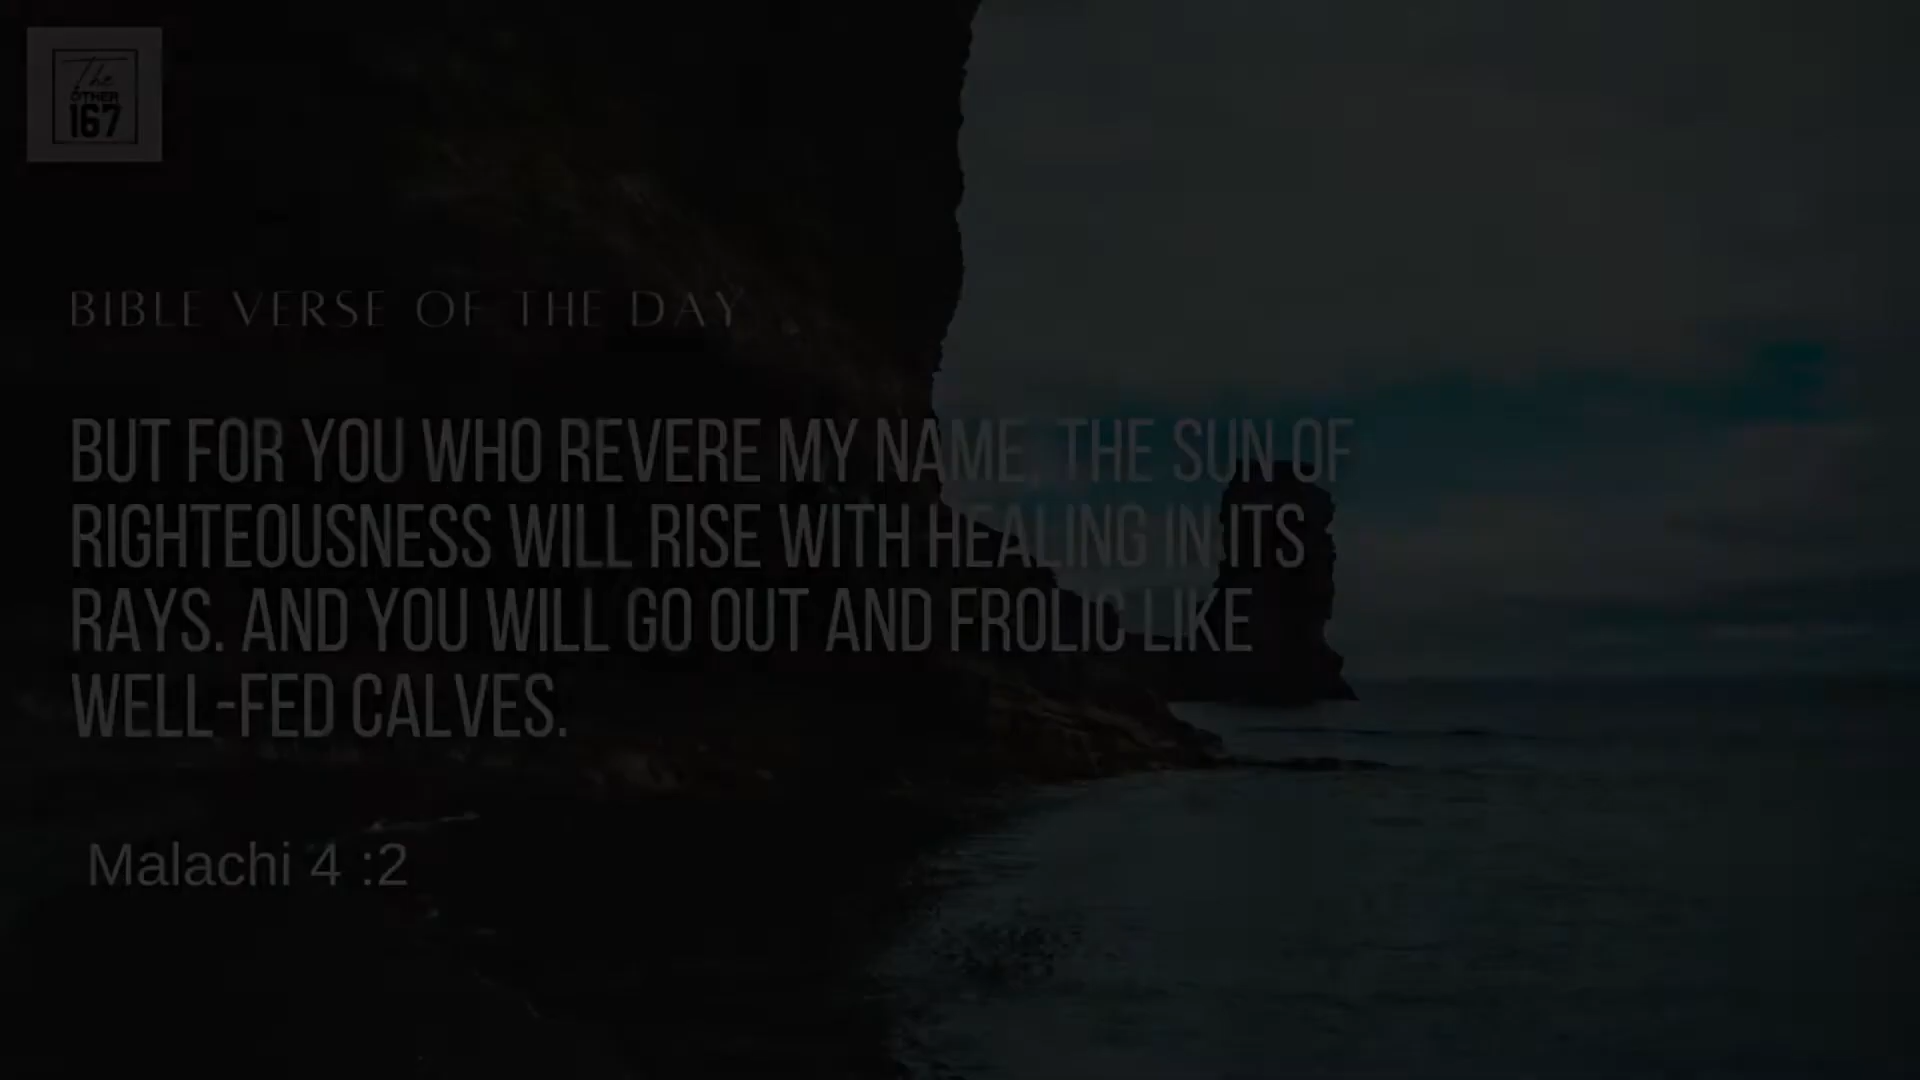 The
OTHER
167
BIBLE VERSE OF THE DAY
BUT FOR YOU WHO REVERE MY NAME, THE SUN OF
RIGHTEOUSNESS WILL RISE WITH HEALING IN ITS
RAYS. AND YOU WILL GO OUT AND FROLIC LIKE
WELL-FED CALVES.
Malachi 4 :2